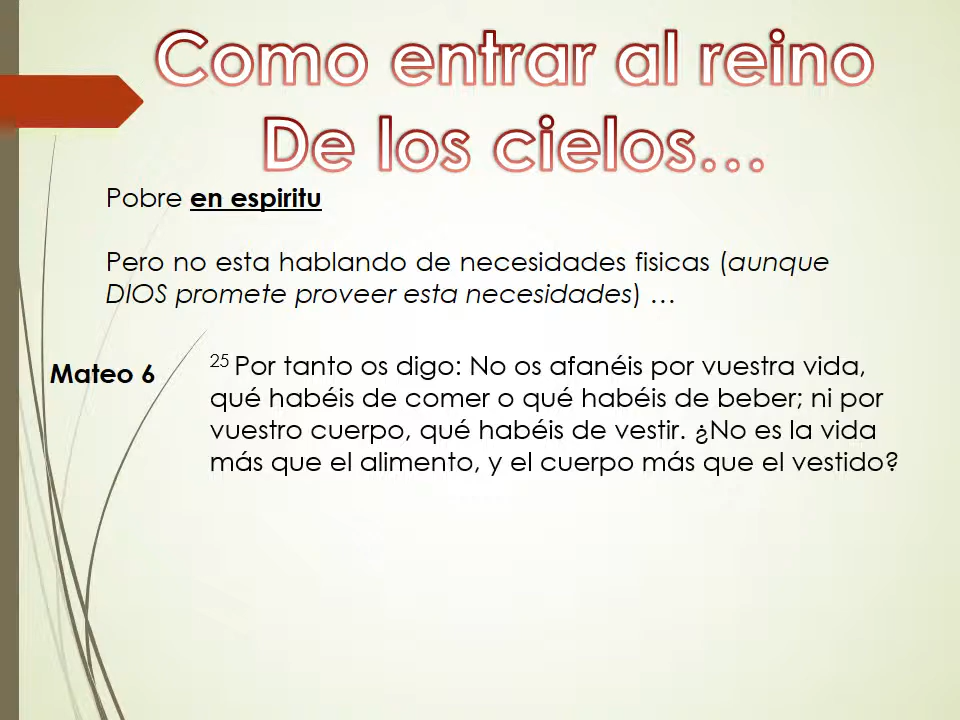 Como entrar al reino
De los cielos...
Pobre en espiritu
Pero no esta hablando de necesidades fisicas (aunque
DIOS promete proveer esta necesidades) ...
Mateo 6
25 Por tanto os digo: No os afanéis por vuestra vida,
qué habéis de comer o qué habéis de beber; ni por
vuestro cuerpo, qué habéis de vestir. ¿No es la vida
más que el alimento, y el cuerpo más que el vestido?